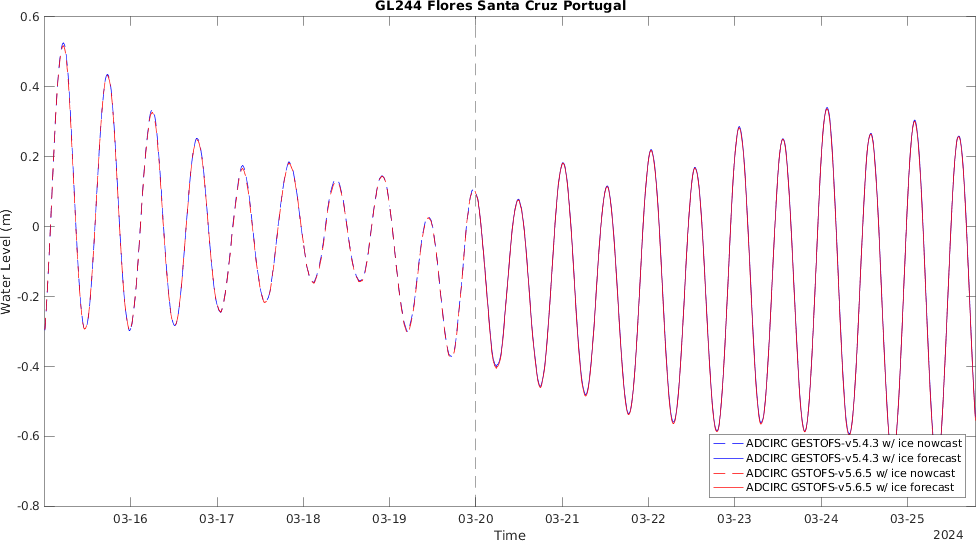 GL244 Flores Santa Cruz Portugal
0.6
0.4
0.2
0
-0.2
-0.4
-0.6
-0.8
Water Level (m)
ADCIRC GESTOFS-v5.4.3 w/ ice nowcast
ADCIRC GESTOFS-v5.4.3 w/ ice forecast
ADCIRC GSTOFS-v5.6.5 w/ ice nowcast
ADCIRC GSTOFS-v5.6.5 w/ ice forecast
03-16 03-17 03-18 03-19 03-20 03-21 03-22 03-23 03-24 03-25
Time
2024